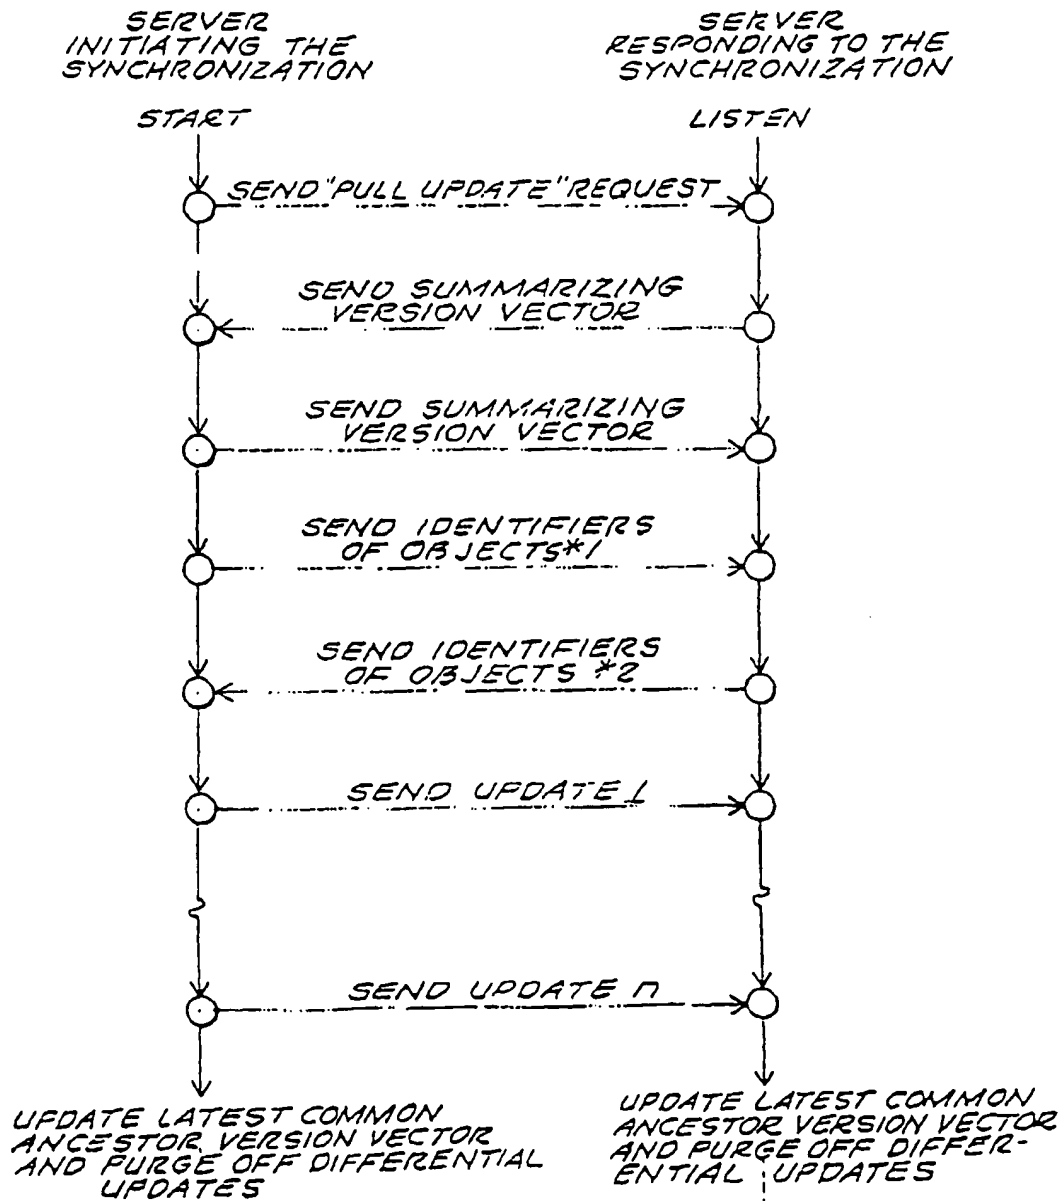 SERVER
INITIATING THE
SYNCHRONIZATION
SERVER
RESPONDING TO THE
SYNCHRONIZATION
START
LISTEN
SEND "PULL UPDATE" REQUEST
SEND SUMMARIZING
VERSION VECTOR
SEND SUMMARIZING
VERSION VECTOR
SEND IDENTIFIERS
OF OBJECTS*1
SEND IDENTIFIERS
OF OBJECTS *2
SEND UPDATE 1
SEND UPDATE n
UPDATE LATEST COMMON
ANCESTOR VERSION VECTOR
AND PURGE OFF DIFFERENTIAL
UPDATES
UPDATE LATEST COMMON
ANCESTOR VERSION VECTOR
AND PURGE OFF DIFFER-
ENTIAL UPDATES